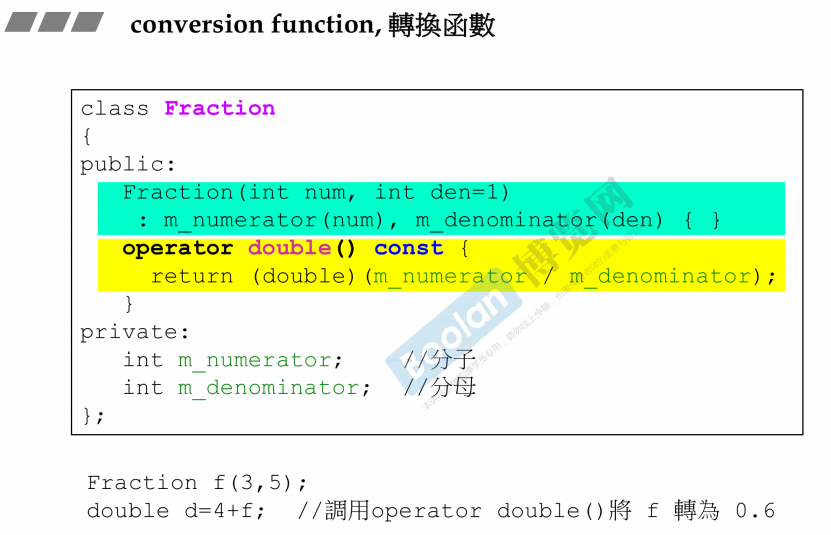 conversion function, 轉換函數
class Fraction
{
public:
Fraction(int num, int den=1)
: m_numerator(num), m_denominator(den) { }
operator double() const {
return (double)(m_numerator / m_denominator);
}
private:
int m_numerator; //分子
int m_denominator; //分母
};
Boolan 博览网
Fraction f(3,5);
double d=4+f; //調用operator double()將 f 轉為 0.6